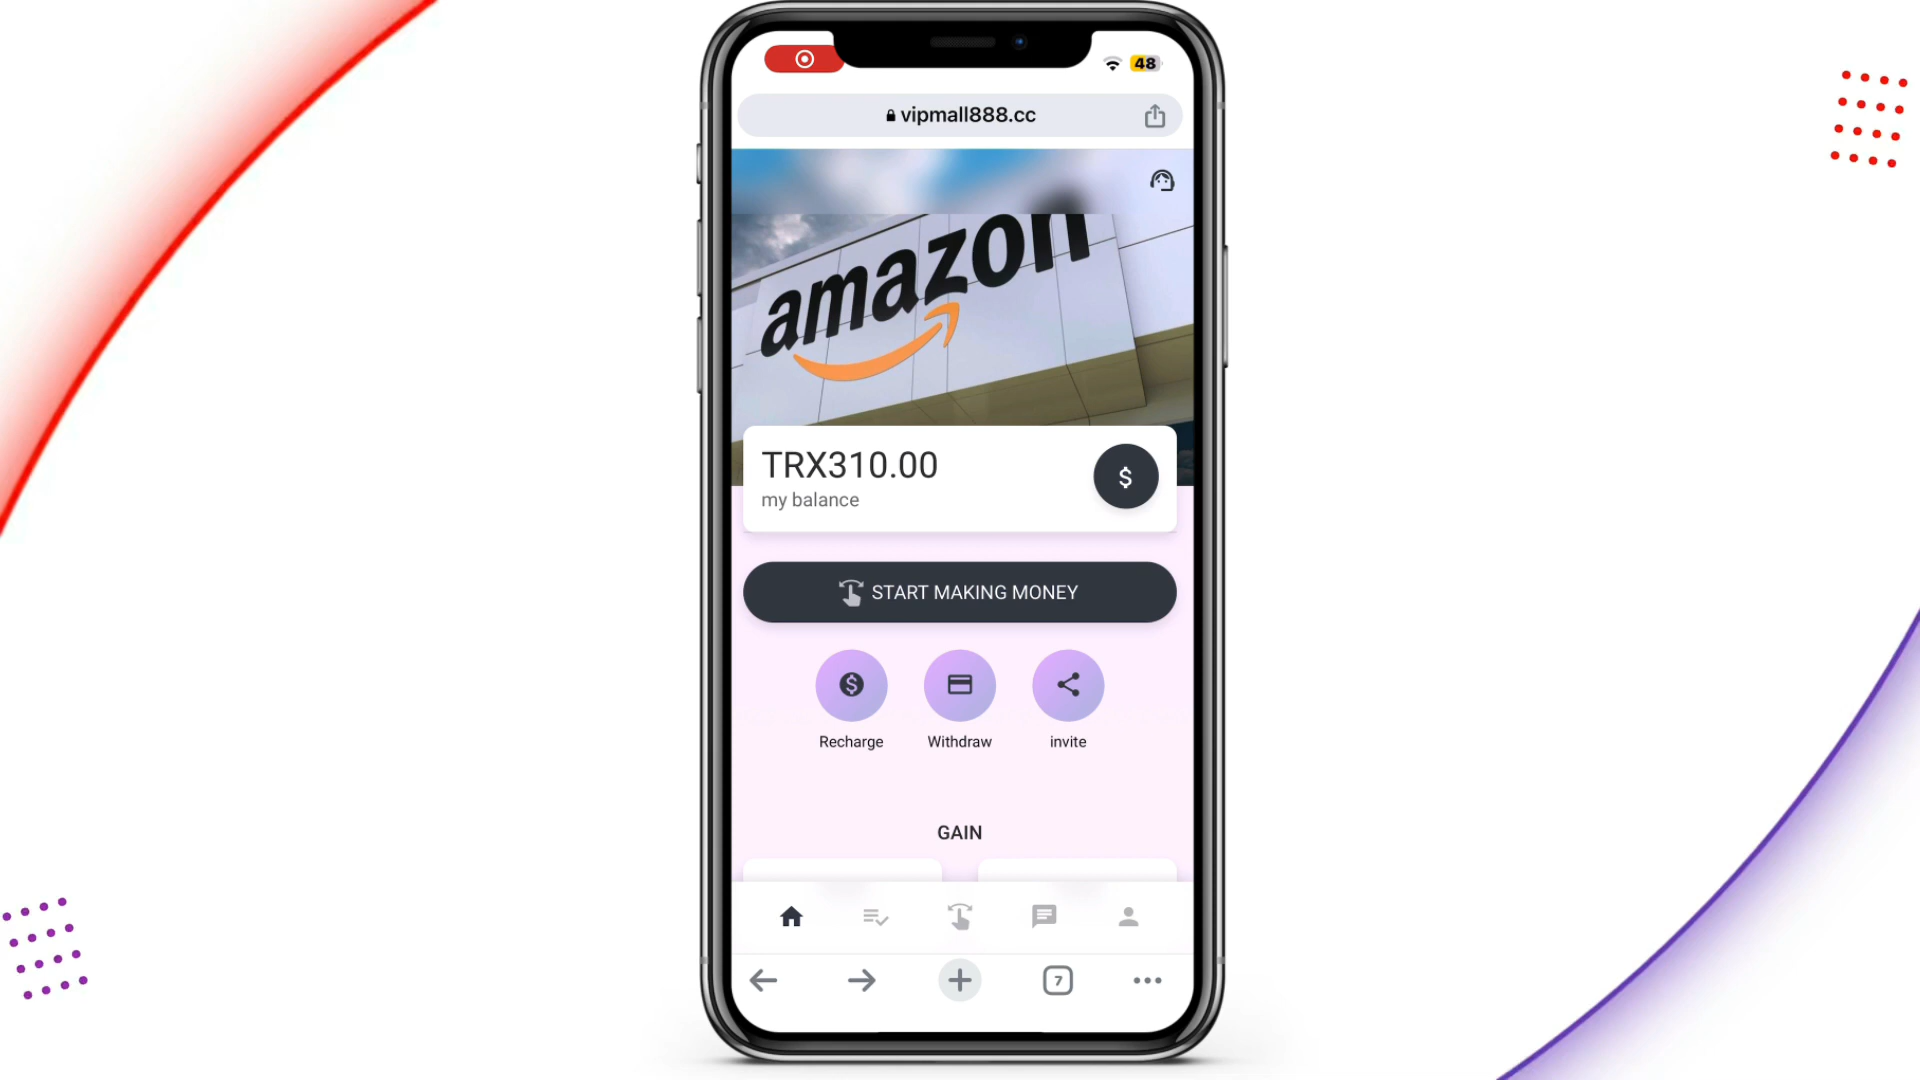 48
vipmall888.cc
amazon
TRX310.00
my balance
$
START MAKING MONEY
Recharge
Withdraw
invite
GAIN
7